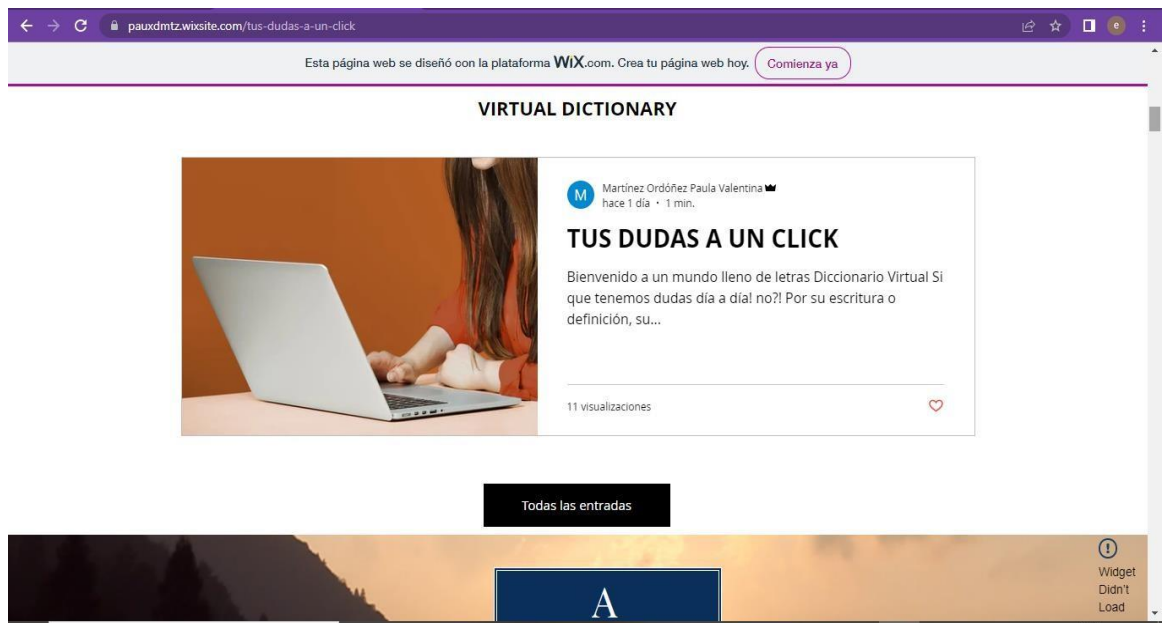 pauxdmtz.wixsite.com/tus-dudas-a-un-click
e
Esta página web se diseñó con la plataforma WiX.com. Crea tu página web hoy.
Comienza ya
VIRTUAL DICTIONARY
M
Martínez Ordóñez Paula Valentina
hace 1 día · 1 min.
TUS DUDAS A UN CLICK
Bienvenido a un mundo lleno de letras Diccionario Virtual Si
que tenemos dudas día a día! no?! Por su escritura o
definición, su...
11 visualizaciones
Todas las entradas
A
Widget
Didn't
Load